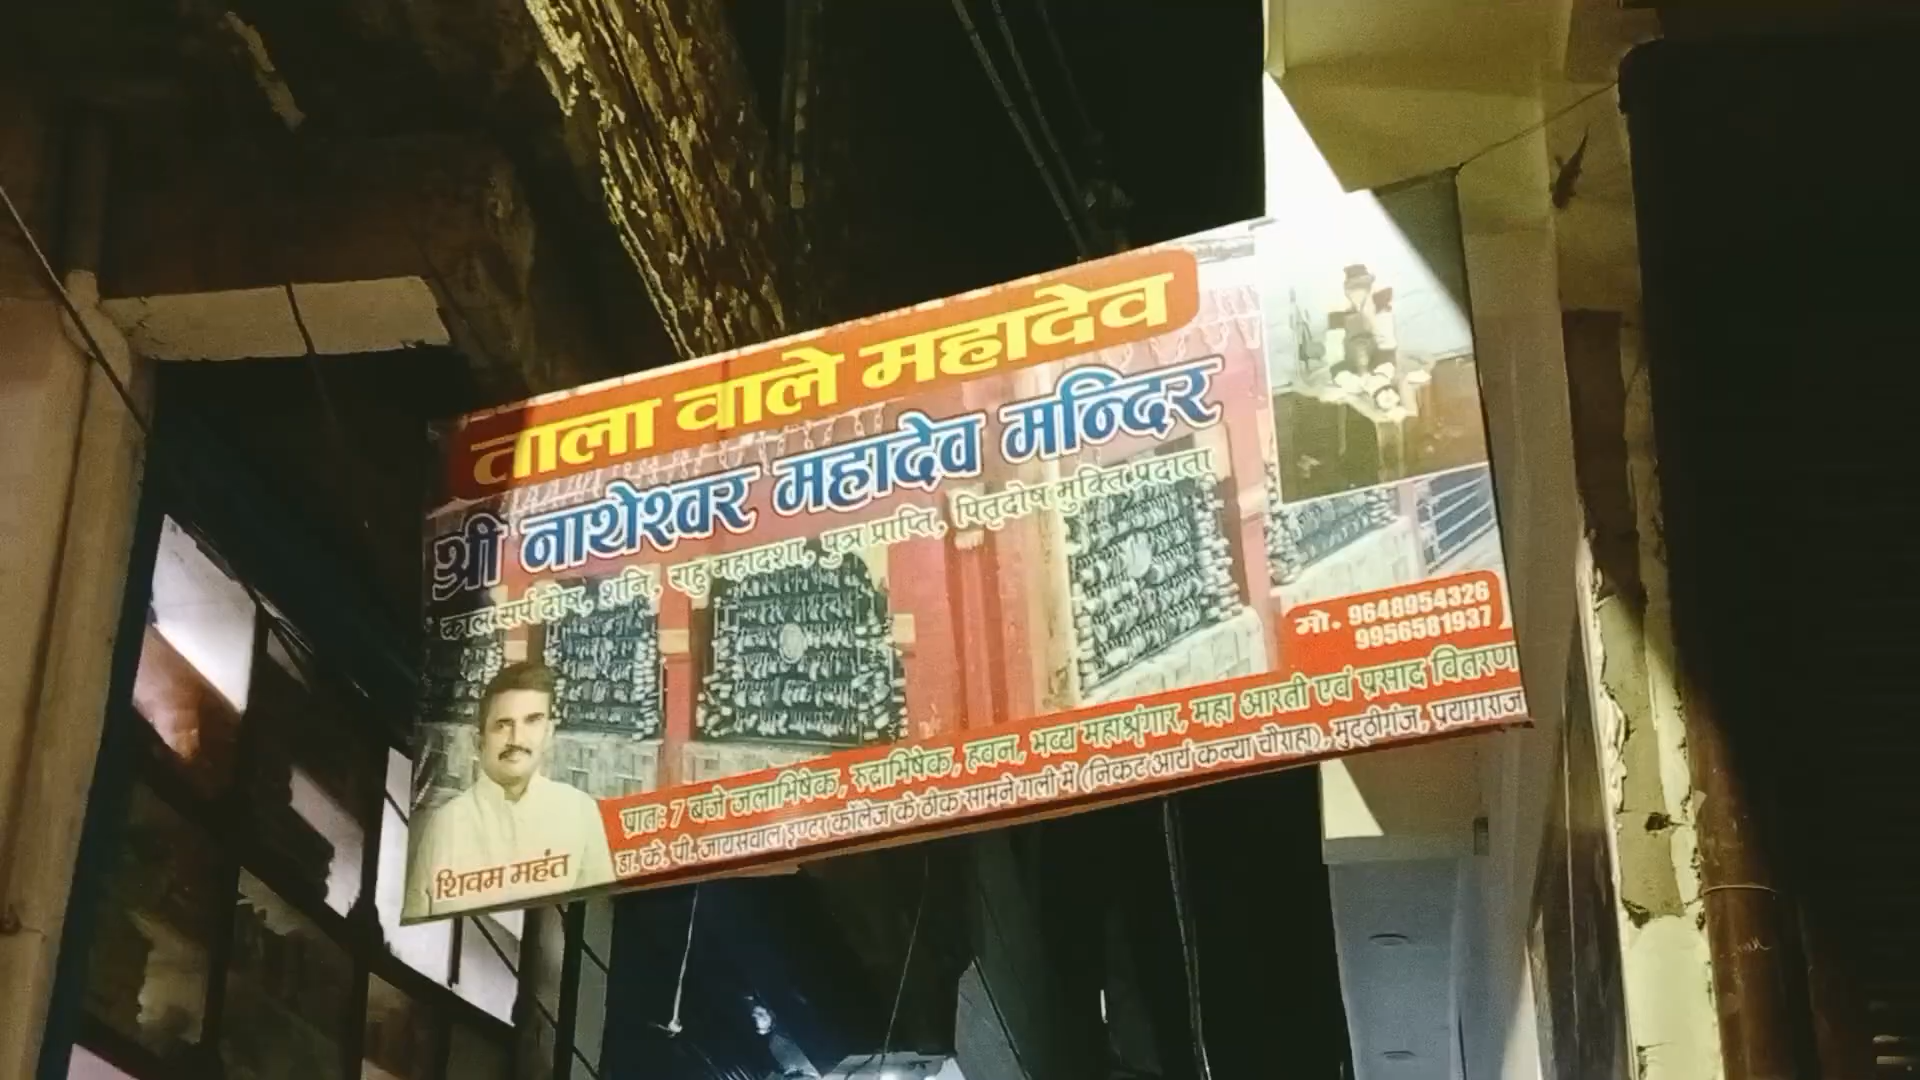 ताला वाले महादेव
श्री नाथेश्वर महादेव मन्दिर
काल सर्प दोष, शनि, राहु महादशा, पुत्र प्राप्ति, पितृदोष मुक्ति प्रदाता
मो. 9648954326
9956581937
प्रातः 7 बजे जलाभिषेक, रुद्राभिषेक, हवन, भव्य महाश्रृंगार, महा आरती एवं प्रसाद वितरण
डा. के. पी. जायसवाल इण्टर कॉलेज के ठीक सामने गली में (निकट आर्य कन्या चौराहा), मुट्ठीगंज, प्रयागराज
शिवम महंत